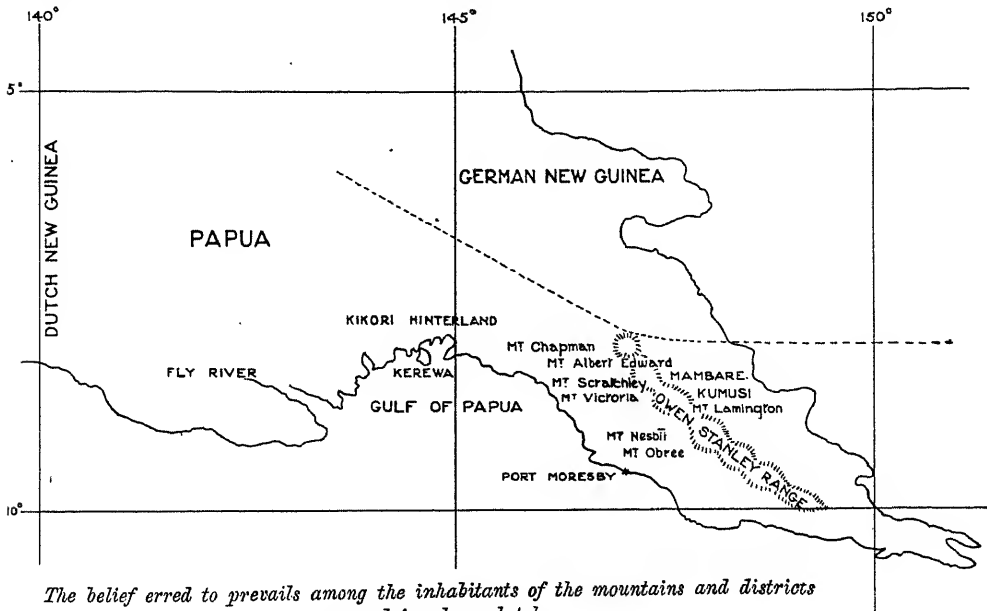 140° 145° 150°
5°
DUTCH NEW GUINEA
GERMAN NEW GUINEA
PAPUA
KIKORI HINTERLAND
Mt Chapman
Mt Albert Edward
FLY RIVER
KEREWA
Mt Scratchley
MAMBARE.
KUMUSI
Mt Victoria
Mt Lamington
GULF OF PAPUA
OWEN STANLEY RANGE
Mt Nesbit
Mt Obree
PORT MORESBY
10°
The belief erred to prevails among the inhabitants of the mountains and districts